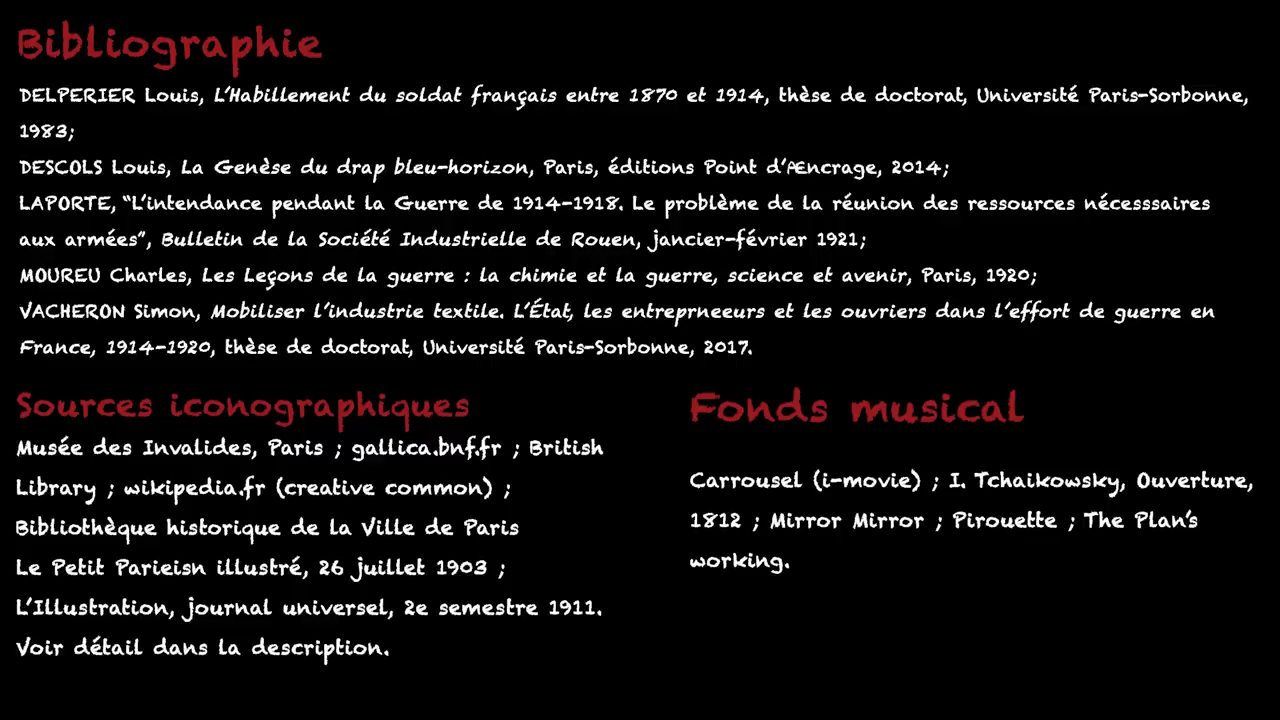 Bibliographie
DELPERIER Louis, L'Habillement du soldat français entre 1870 et 1914, thèse de doctorat, Université Paris-Sorbonne,
1983;
DESCOLS Louis, La Genèse du drap bleu-horizon, Paris, éditions Point d'Æncrage, 2014;
LAPORTE, "L'intendance pendant la Guerre de 1914-1918. Le problème de la réunion des ressources nécesssaires
aux armées", Bulletin de la Société Industrielle de Rouen, jancier-février 1921;
MOUREU Charles, Les Leçons de la guerre : la chimie et la guerre, science et avenir, Paris, 1920;
VACHERON Simon, Mobiliser l'industrie textile. L'État, les entreprneeurs et les ouvriers dans l'effort de guerre en
France, 1914-1920, thèse de doctorat, Université Paris-Sorbonne, 2017.
Sources iconographiques
Musée des Invalides, Paris ; gallica.bnf.fr ; British
Library ; wikipedia.fr (creative common) ;
Bibliothèque historique de la Ville de Paris
Le Petit Parieisn illustré, 26 juillet 1903 ;
L'Illustration, journal universel, 2e semestre 1911.
Voir détail dans la description.
Fonds musical
Carrousel (i-movie) ; I. Tchaikowsky, Ouverture,
1812 ; Mirror Mirror ; Pirouette ; The Plan's
working.